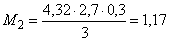 M₂ = 4,32·2,7·0,3 / 3 = 1,17